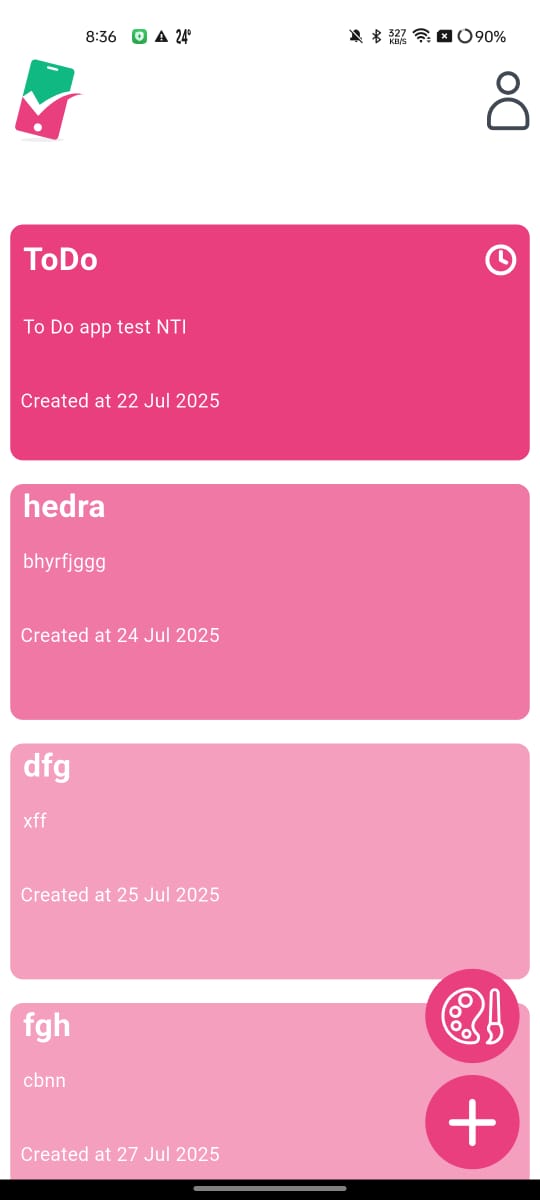 8:36 24° 327 KB/S 90%
ToDo
To Do app test NTI
Created at 22 Jul 2025
hedra
bhyrfjggg
Created at 24 Jul 2025
dfg
xff
Created at 25 Jul 2025
fgh
cbnn
Created at 27 Jul 2025